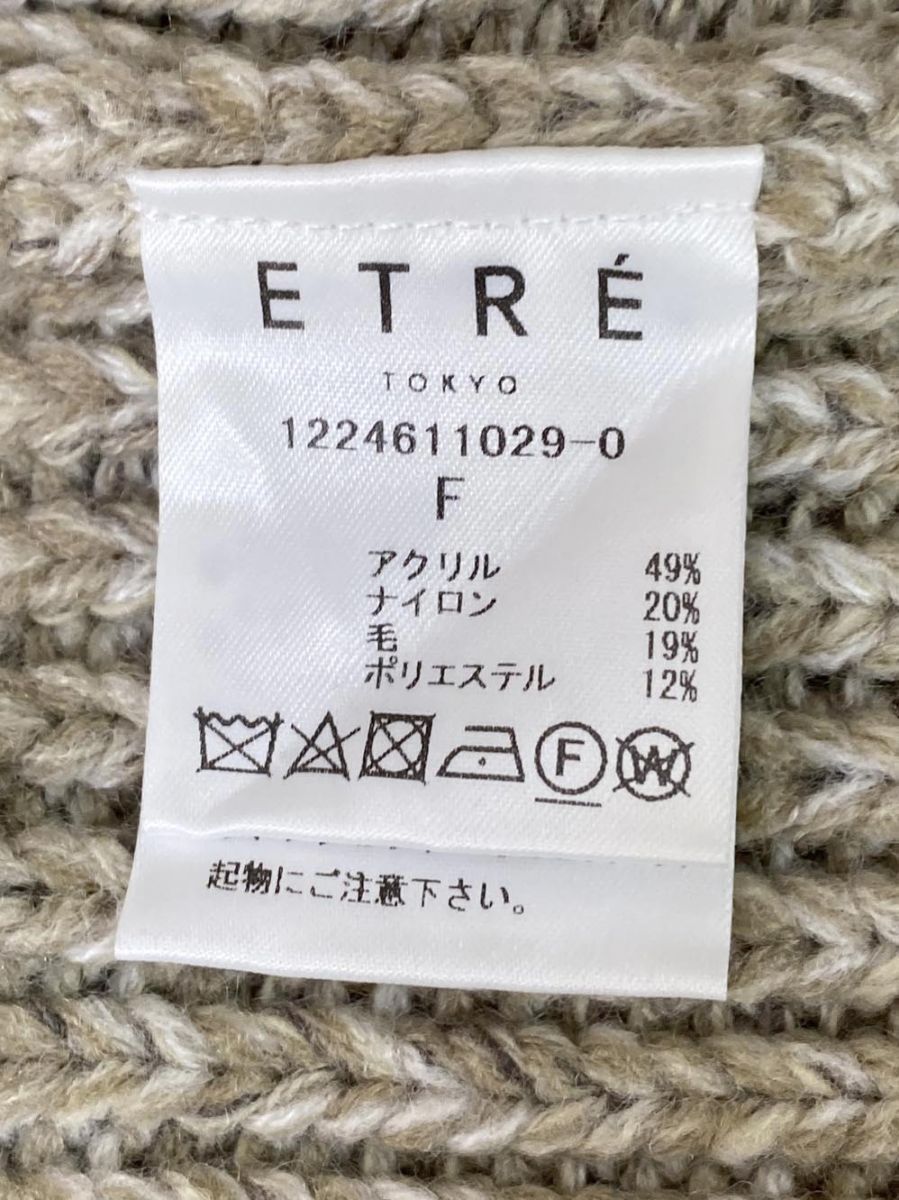 ETRÉ
TOKYO
1224611029-0
F
アクリル 49%
ナイロン 20%
毛 19%
ポリエステル 12%
F W
起物にご注意下さい。